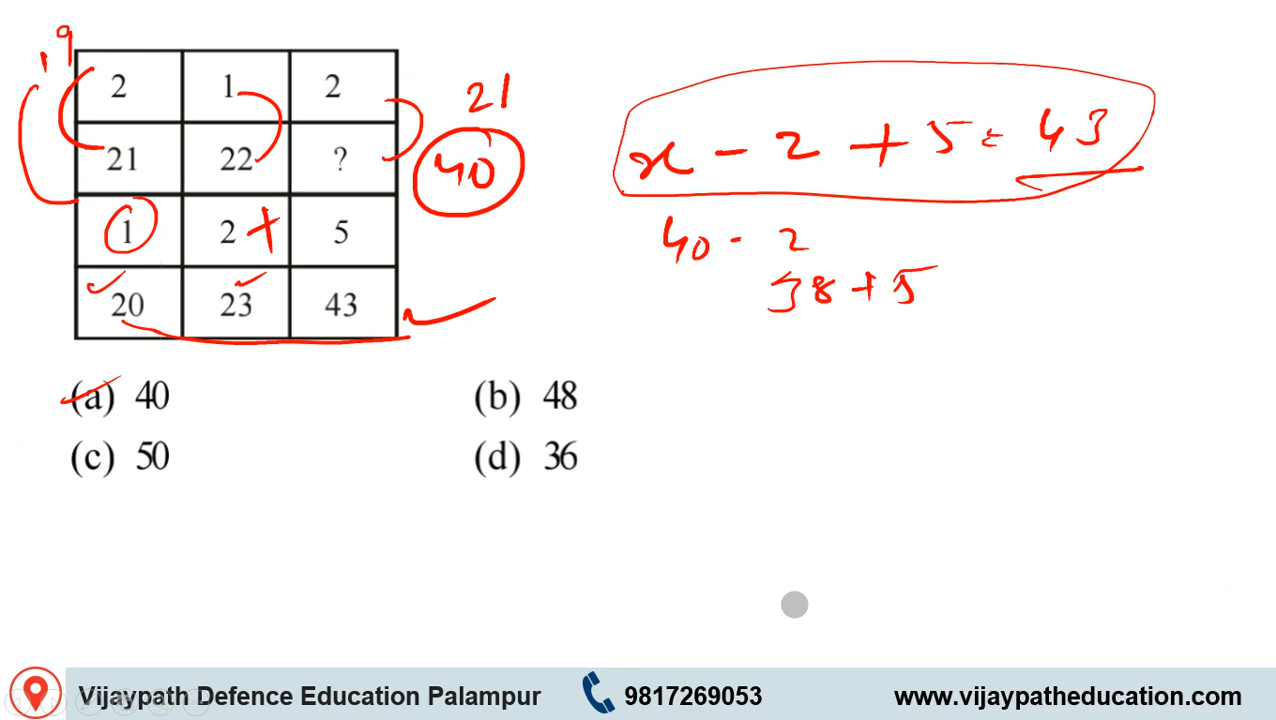 19
2 1 2
21
21 22 ?
40
1 2 + 5
20 23 43
x - 2 + 5 = 43
40 - 2
38 + 5
(a) 40 (b) 48
(c) 50 (d) 36
Vijaypath Defence Education Palampur 9817269053 www.vijaypatheducation.com